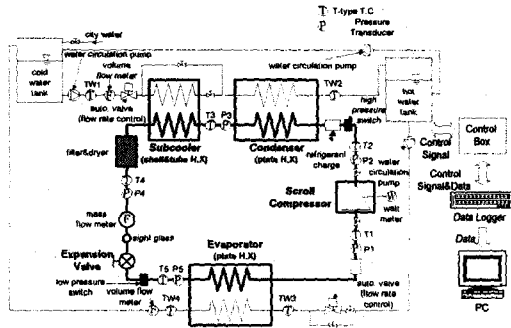 T-type T.C
Pressure
Transducer
city water
water circulation pump
volume
flow meter
cold
water
tank
TW1
auto. valve
(flow rate control)
water circulation pump
TW2
hot
water
tank
high
pressure
switch
Subcooler
(shell&tube H.X)
T3 P3
Condenser
(plate H.X)
refrigerant
charge
filter&dryer
T4
P4
mass
flow meter
F
sight glass
Expansion
Valve
low pressure
switch
volume flow
meter
T5 P5
TW4
Evaporator
(plate H.X)
TW3
T2
P2
water
circulation
pump
Scroll
Compressor
watt
meter
T1
P1
auto. valve
(flow rate
control)
Control
Signal
Control
Box
Control
Signal&Data
Data Logger
Data
PC